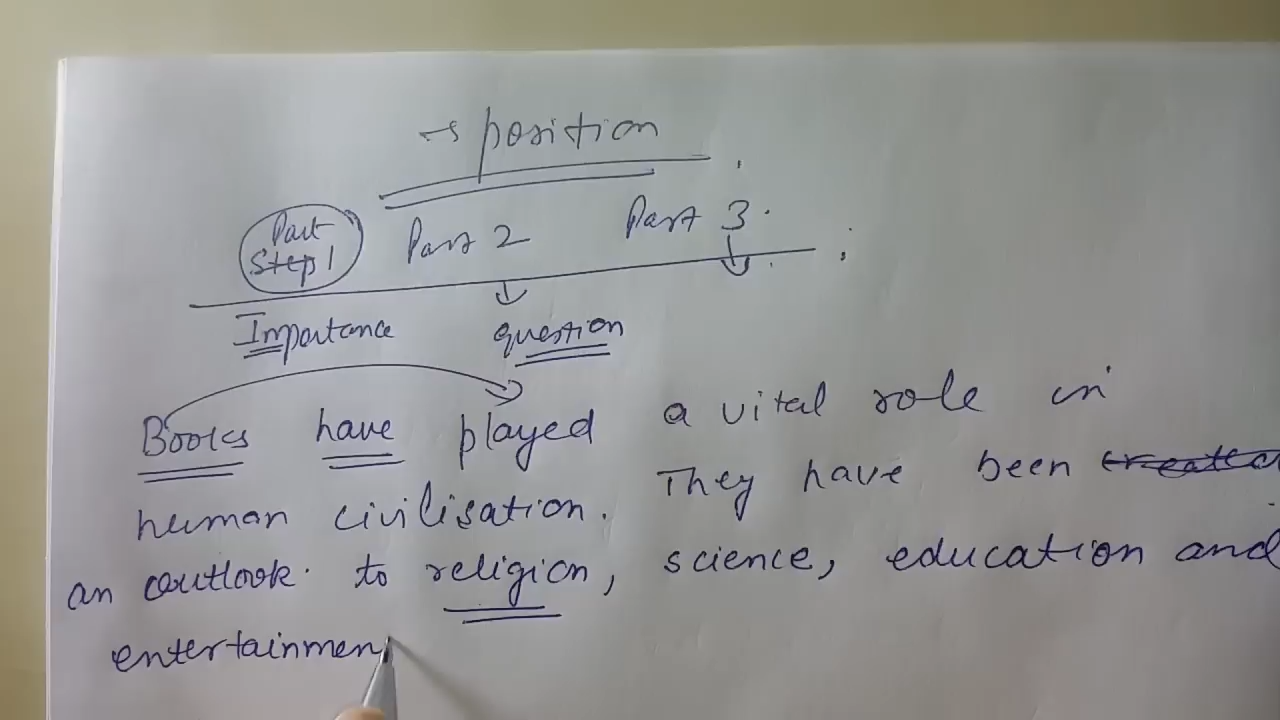 → position
Part Step 1 Part 2 Part 3.
Importance question
Books have played a vital role in
human civilisation. They have been
an outlook to religion, science, education and
entertainmen